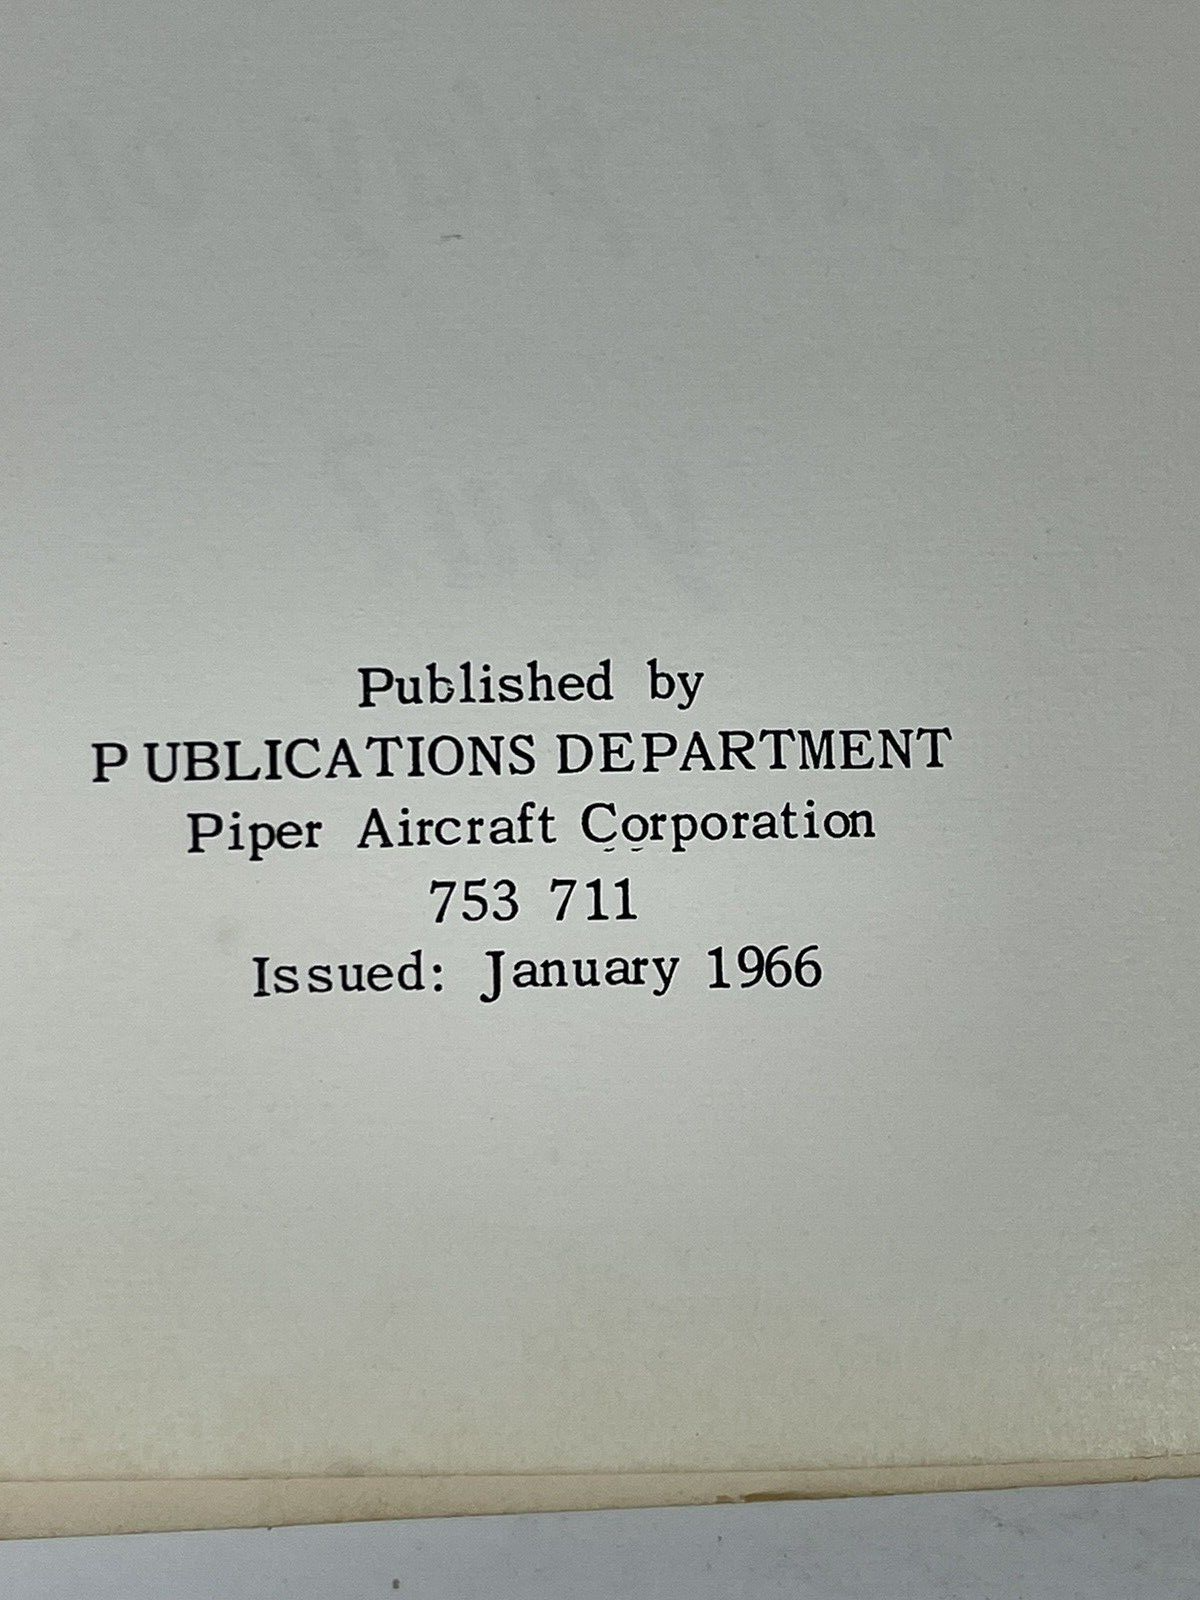 Published by
PUBLICATIONS DEPARTMENT
Piper Aircraft Corporation
753 711
Issued: January 1966